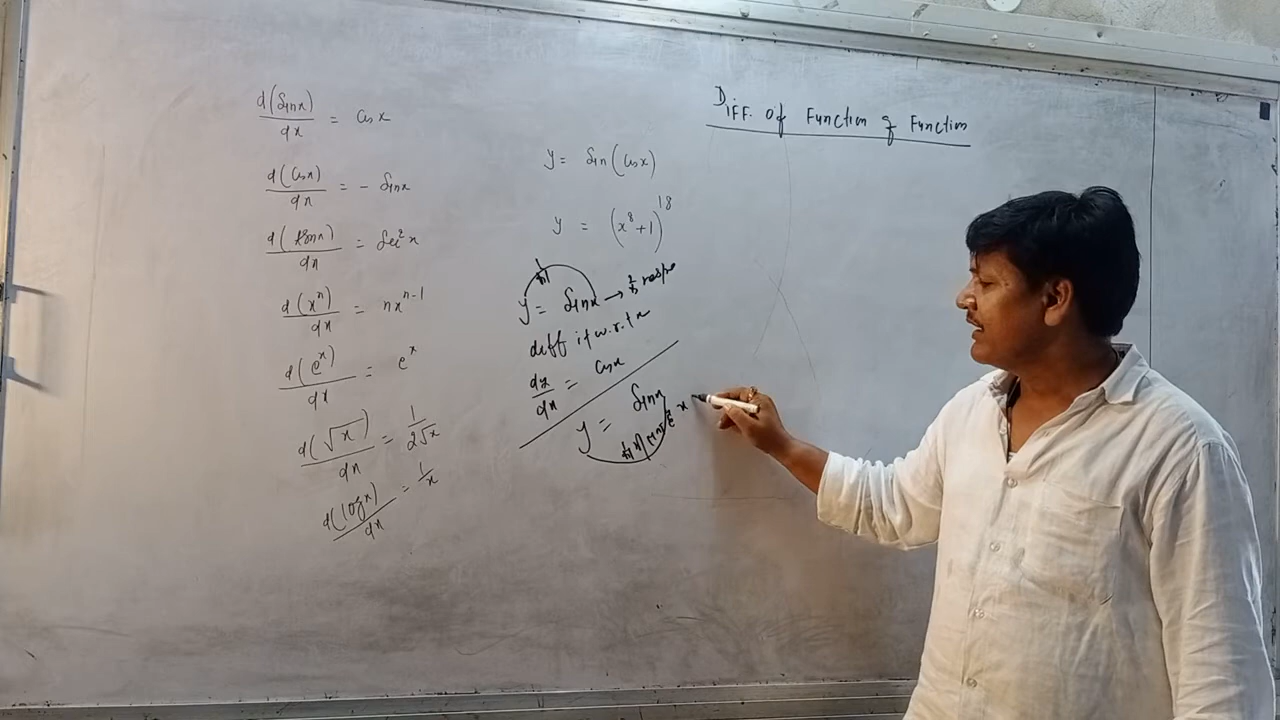 d(sinx)/dx = cosx
d(cosx)/dx = - sinx
d(tanx)/dx = sec²x
d(xⁿ)/dx = nxⁿ⁻¹
d(eˣ)/dx = eˣ
d(√x)/dx = 1/2√x
d(logx)/dx = 1/x
DIFF. Of Function of Function
y = sin(cosx)
y = (x⁸+1)¹⁸
y = sinx →
diff it w.r.t x
dy/dx = cosx
y = sinx